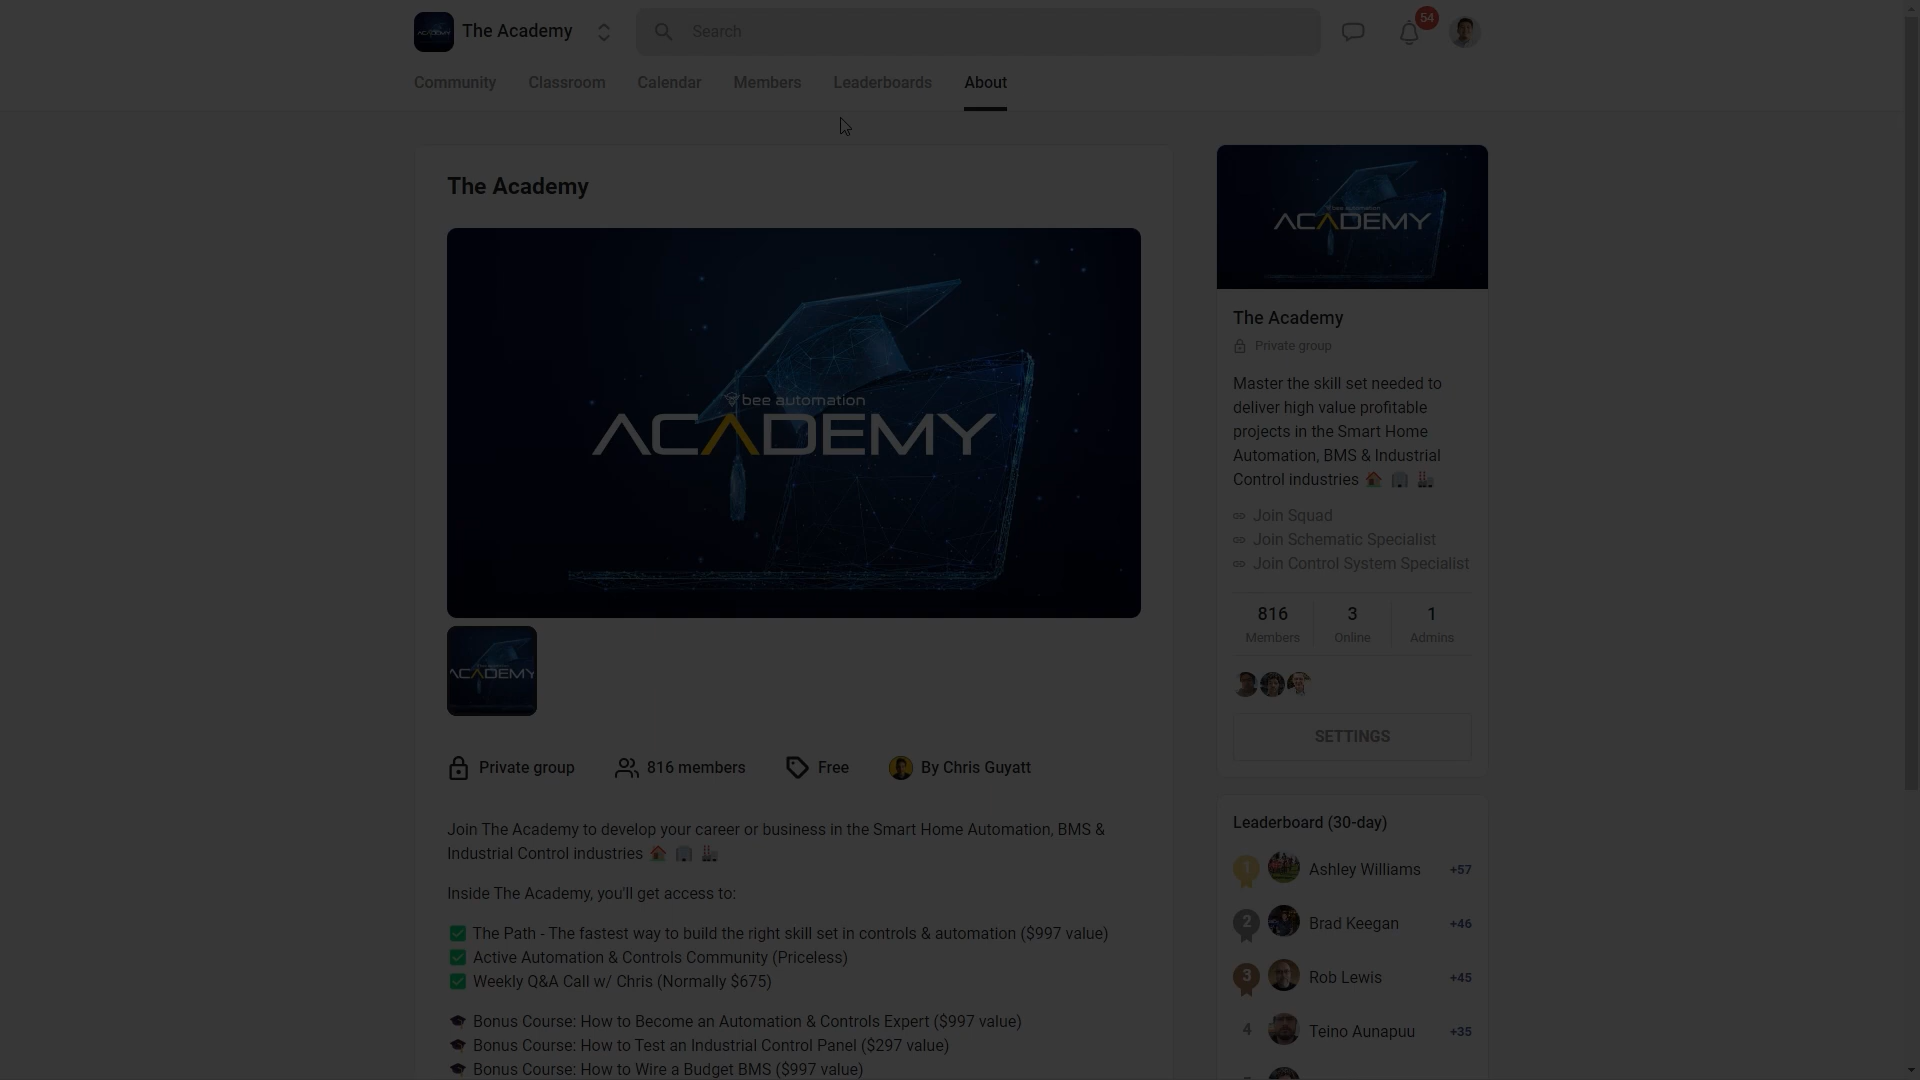 The Academy
Search
54
Community Classroom Calendar Members Leaderboards About
The Academy
bee automation
ACADEMY
ACADEMY
Private group
816 members
Free
By Chris Guyatt
Join The Academy to develop your career or business in the Smart Home Automation, BMS &
Industrial Control industries
Inside The Academy, you'll get access to:
The Path - The fastest way to build the right skill set in controls & automation ($997 value)
Active Automation & Controls Community (Priceless)
Weekly Q&A Call w/ Chris (Normally $675)
Bonus Course: How to Become an Automation & Controls Expert ($997 value)
Bonus Course: How to Test an Industrial Control Panel ($297 value)
Bonus Course: How to Wire a Budget BMS ($997 value)
bee automation
ACADEMY
The Academy
Private group
Master the skill set needed to
deliver high value profitable
projects in the Smart Home
Automation, BMS & Industrial
Control industries
Join Squad
Join Schematic Specialist
Join Control System Specialist
816 3 1
Members Online Admins
SETTINGS
Leaderboard (30-day)
1 Ashley Williams +57
2 Brad Keegan +46
3 Rob Lewis +45
4 Teino Aunapuu +35